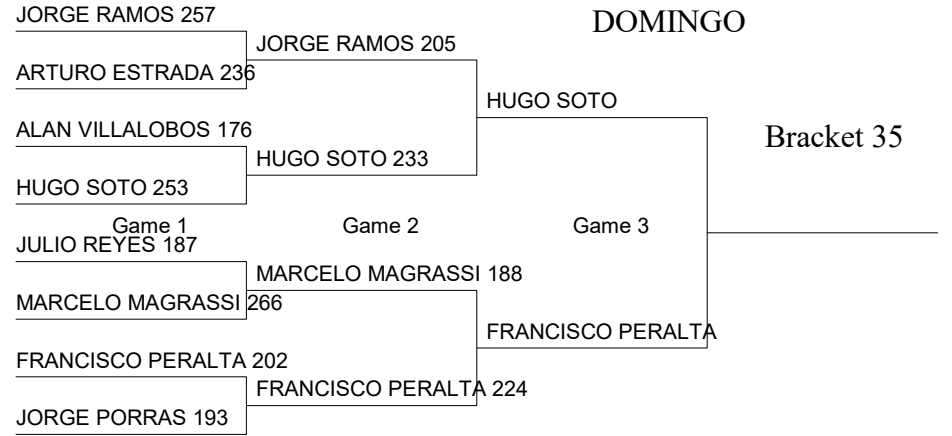 JORGE RAMOS 257
DOMINGO
JORGE RAMOS 205
ARTURO ESTRADA 236
HUGO SOTO
ALAN VILLALOBOS 176
Bracket 35
HUGO SOTO 233
HUGO SOTO 253
Game 1
Game 2
Game 3
JULIO REYES 187
MARCELO MAGRASSI 188
MARCELO MAGRASSI 266
FRANCISCO PERALTA
FRANCISCO PERALTA 202
FRANCISCO PERALTA 224
JORGE PORRAS 193